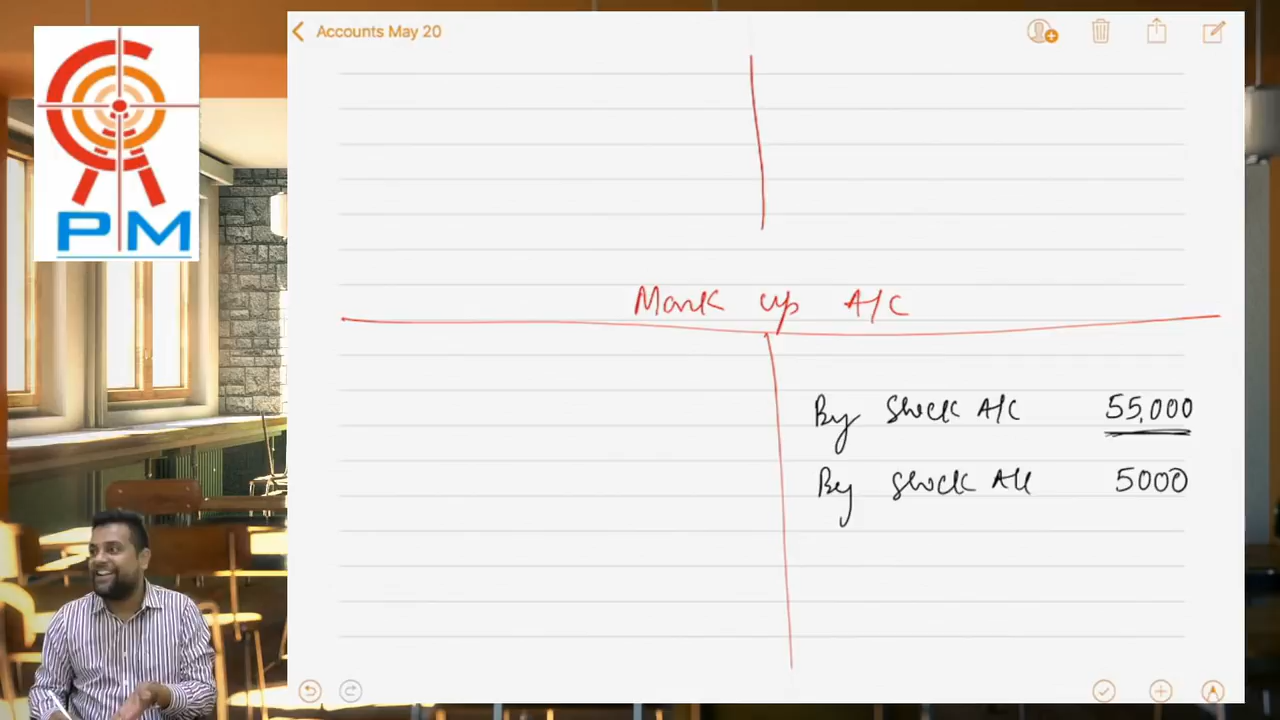 Accounts May 20
PM
Mark up A/C
By Stock A/C 55,000
By Stock A/c 5000